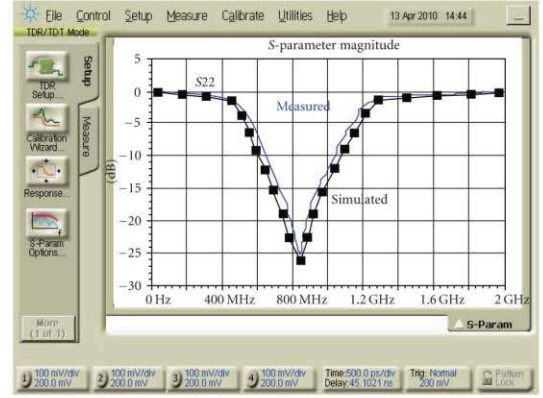 File Control Setup Measure Calibrate Utilities Help 13 Apr 2010 14:44
TDR/TDT Mode
Setup
Measure
TDR
Setup...
Calibration
Wizard...
Response...
S-Param
Options...
More
(1 of 1)
S-parameter magnitude
S22
Measured
Simulated
(dB)
5
0
−5
−10
−15
−20
−25
−30
0 Hz 400 MHz 800 MHz 1.2 GHz 1.6 GHz 2 GHz
S-Param
1) 100 mV/div 200.0 mV
2) 100 mV/div 200.0 mV
3) 100 mV/div 200.0 mV
4) 100 mV/div 200.0 mV
Time:500.0 ps/div Delay:45.1021 ns
Trig: Normal 200 mV
Pattern Lock